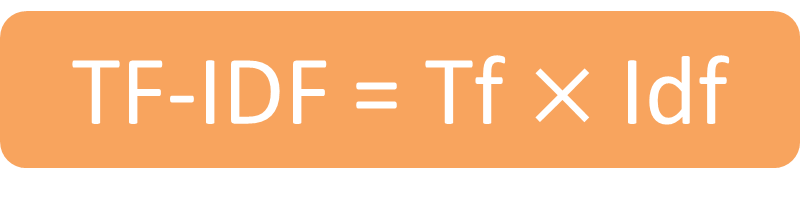 TF-IDF = Tf × Idf